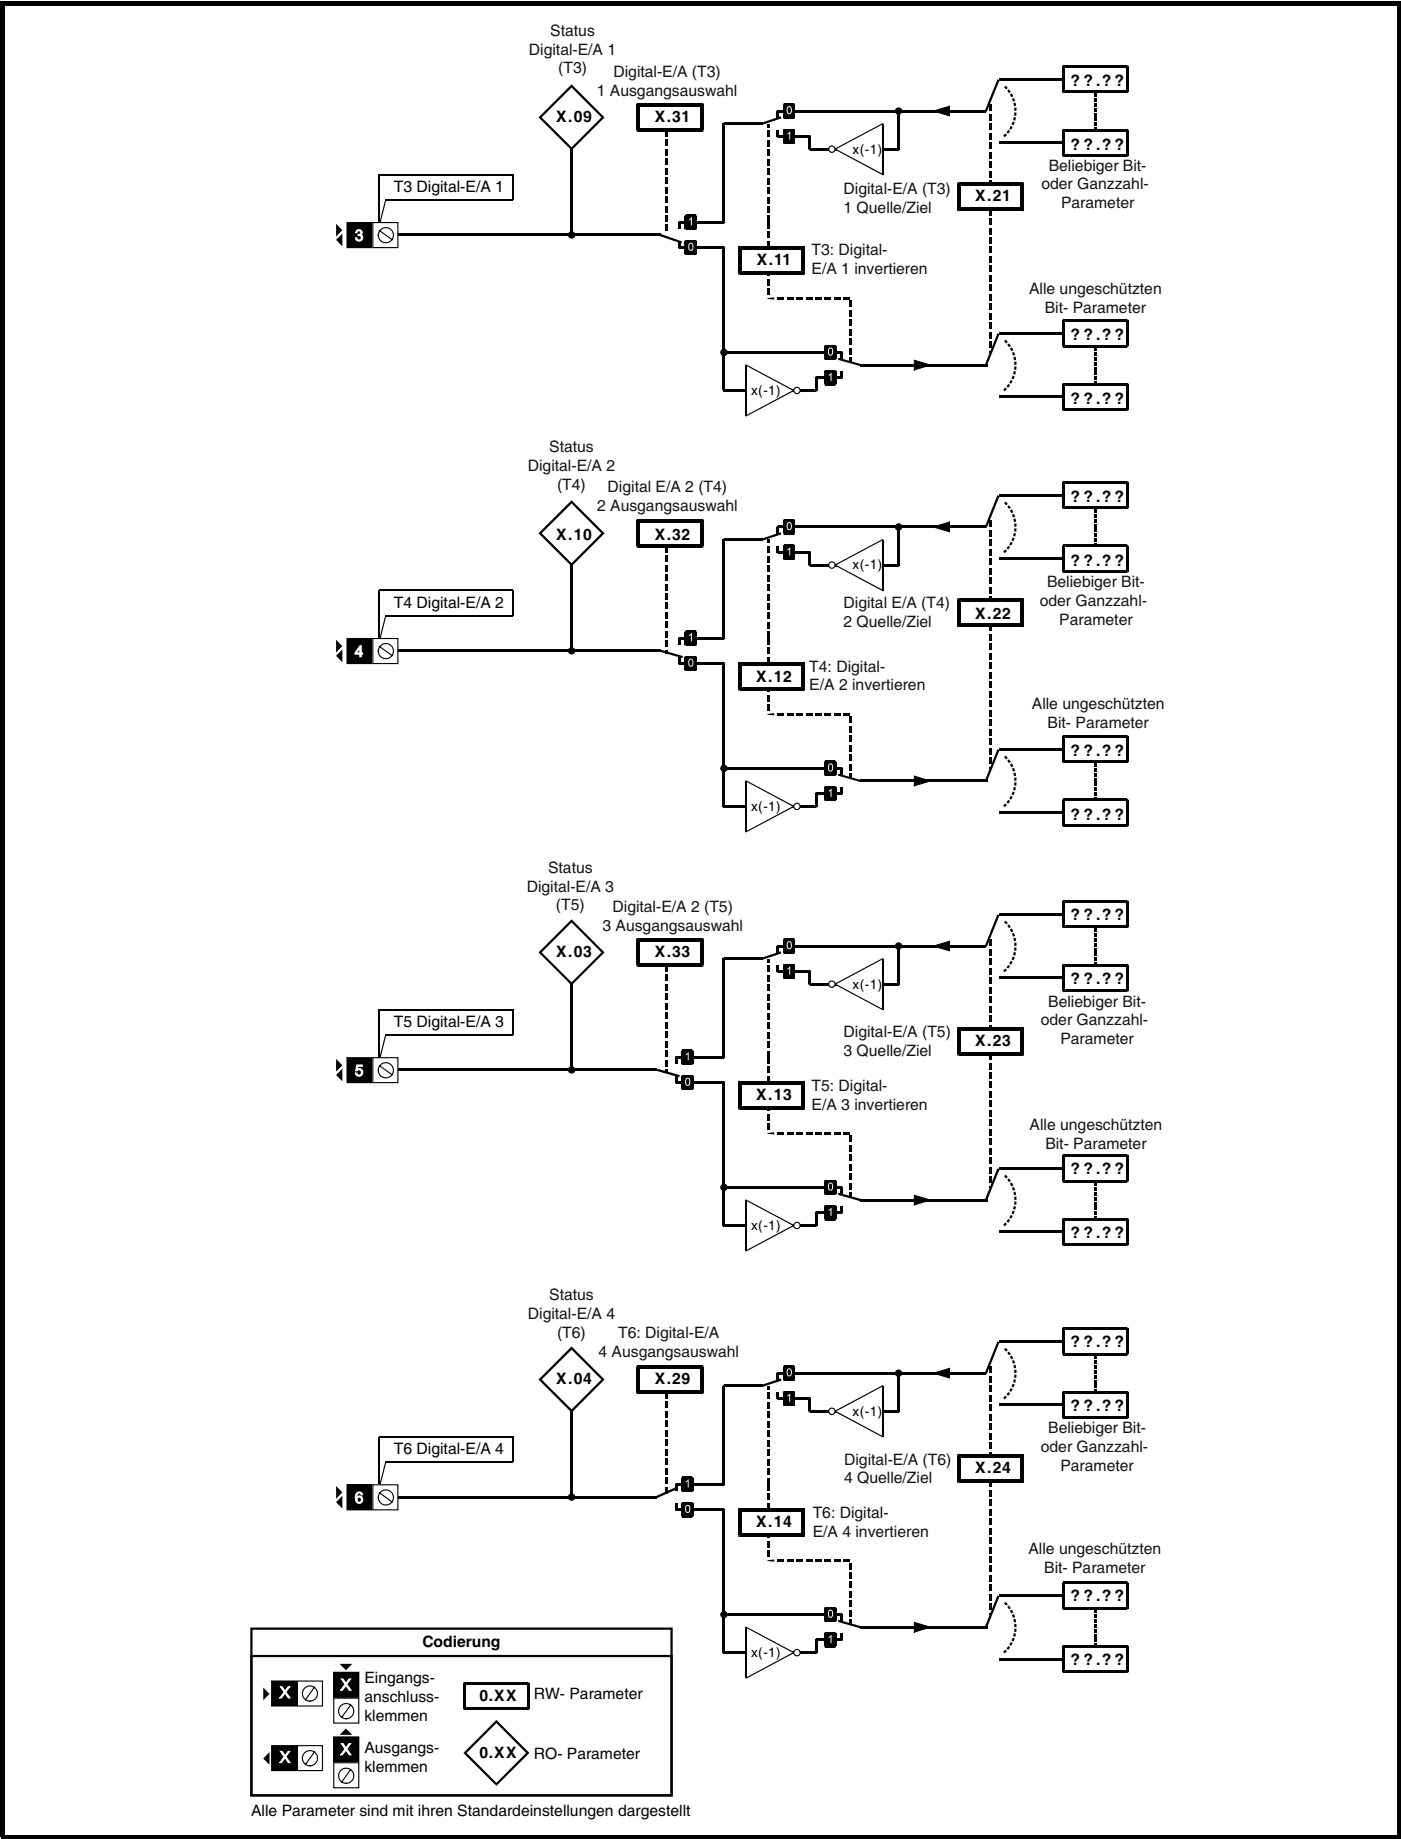 Status
Digital-E/A 1
(T3)
Digital-E/A (T3)
1 Ausgangsauswahl
X.09
X.31
0
1
x(-1)
??.??
??.??
Beliebiger Bit-
oder Ganzzahl-
Parameter
Digital-E/A (T3)
1 Quelle/Ziel
X.21
T3 Digital-E/A 1
3
1
0
X.11
T3: Digital-
E/A 1 invertieren
Alle ungeschützten
Bit- Parameter
??.??
??.??
0
1
x(-1)
Status
Digital-E/A 2
(T4)
Digital E/A 2 (T4)
2 Ausgangsauswahl
X.10
X.32
0
1
x(-1)
??.??
??.??
Beliebiger Bit-
oder Ganzzahl-
Parameter
Digital E/A (T4)
2 Quelle/Ziel
X.22
T4 Digital-E/A 2
4
1
0
X.12
T4: Digital-
E/A 2 invertieren
Alle ungeschützten
Bit- Parameter
??.??
??.??
0
1
x(-1)
Status
Digital-E/A 3
(T5)
Digital-E/A 2 (T5)
3 Ausgangsauswahl
X.03
X.33
0
1
x(-1)
??.??
??.??
Beliebiger Bit-
oder Ganzzahl-
Parameter
Digital-E/A (T5)
3 Quelle/Ziel
X.23
T5 Digital-E/A 3
5
1
0
X.13
T5: Digital-
E/A 3 invertieren
Alle ungeschützten
Bit- Parameter
??.??
??.??
0
1
x(-1)
Status
Digital-E/A 4
(T6)
T6: Digital-E/A
4 Ausgangsauswahl
X.04
X.29
0
1
x(-1)
??.??
??.??
Beliebiger Bit-
oder Ganzzahl-
Parameter
Digital-E/A (T6)
4 Quelle/Ziel
X.24
T6 Digital-E/A 4
6
1
0
X.14
T6: Digital-
E/A 4 invertieren
Alle ungeschützten
Bit- Parameter
??.??
??.??
0
1
x(-1)
Codierung
X
X
Eingangs-
anschluss-
klemmen
0.XX
RW- Parameter
X
X
Ausgangs-
klemmen
0.XX
RO- Parameter
Alle Parameter sind mit ihren Standardeinstellungen dargestellt